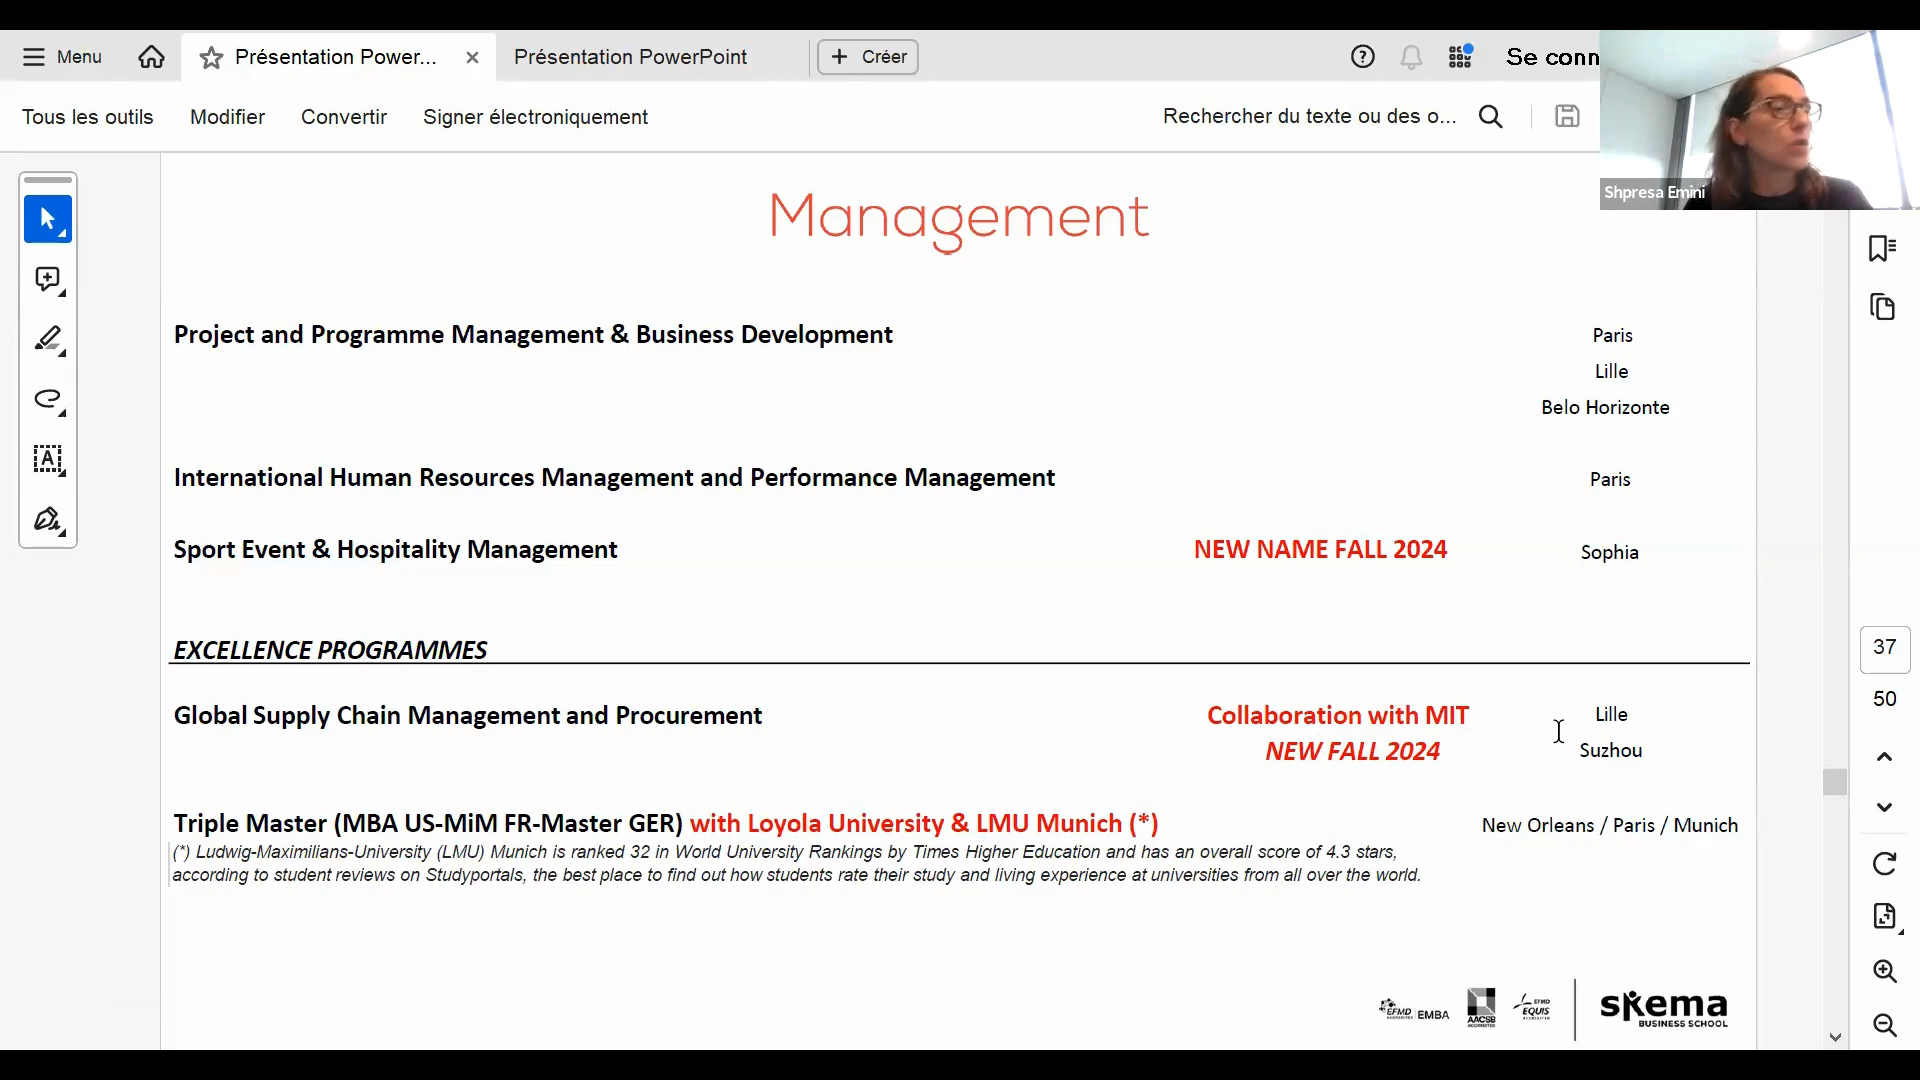 Menu
Présentation Power...
Présentation PowerPoint
Créer
Se conn
Tous les outils
Modifier
Convertir
Signer électroniquement
Rechercher du texte ou des o...
Shpresa Emini
Management
Project and Programme Management & Business Development
Paris
Lille
Belo Horizonte
International Human Resources Management and Performance Management
Paris
Sport Event & Hospitality Management
NEW NAME FALL 2024
Sophia
EXCELLENCE PROGRAMMES
37
50
Global Supply Chain Management and Procurement
Collaboration with MIT
NEW FALL 2024
Lille
Suzhou
Triple Master (MBA US-MiM FR-Master GER) with Loyola University & LMU Munich (*)
New Orleans / Paris / Munich
(*) Ludwig-Maximilians-University (LMU) Munich is ranked 32 in World University Rankings by Times Higher Education and has an overall score of 4.3 stars,
according to student reviews on Studyportals, the best place to find out how students rate their study and living experience at universities from all over the world.
EFMD
EMBA
AACSB
ACCREDITED
EFMD
EQUIS
skema
BUSINESS SCHOOL